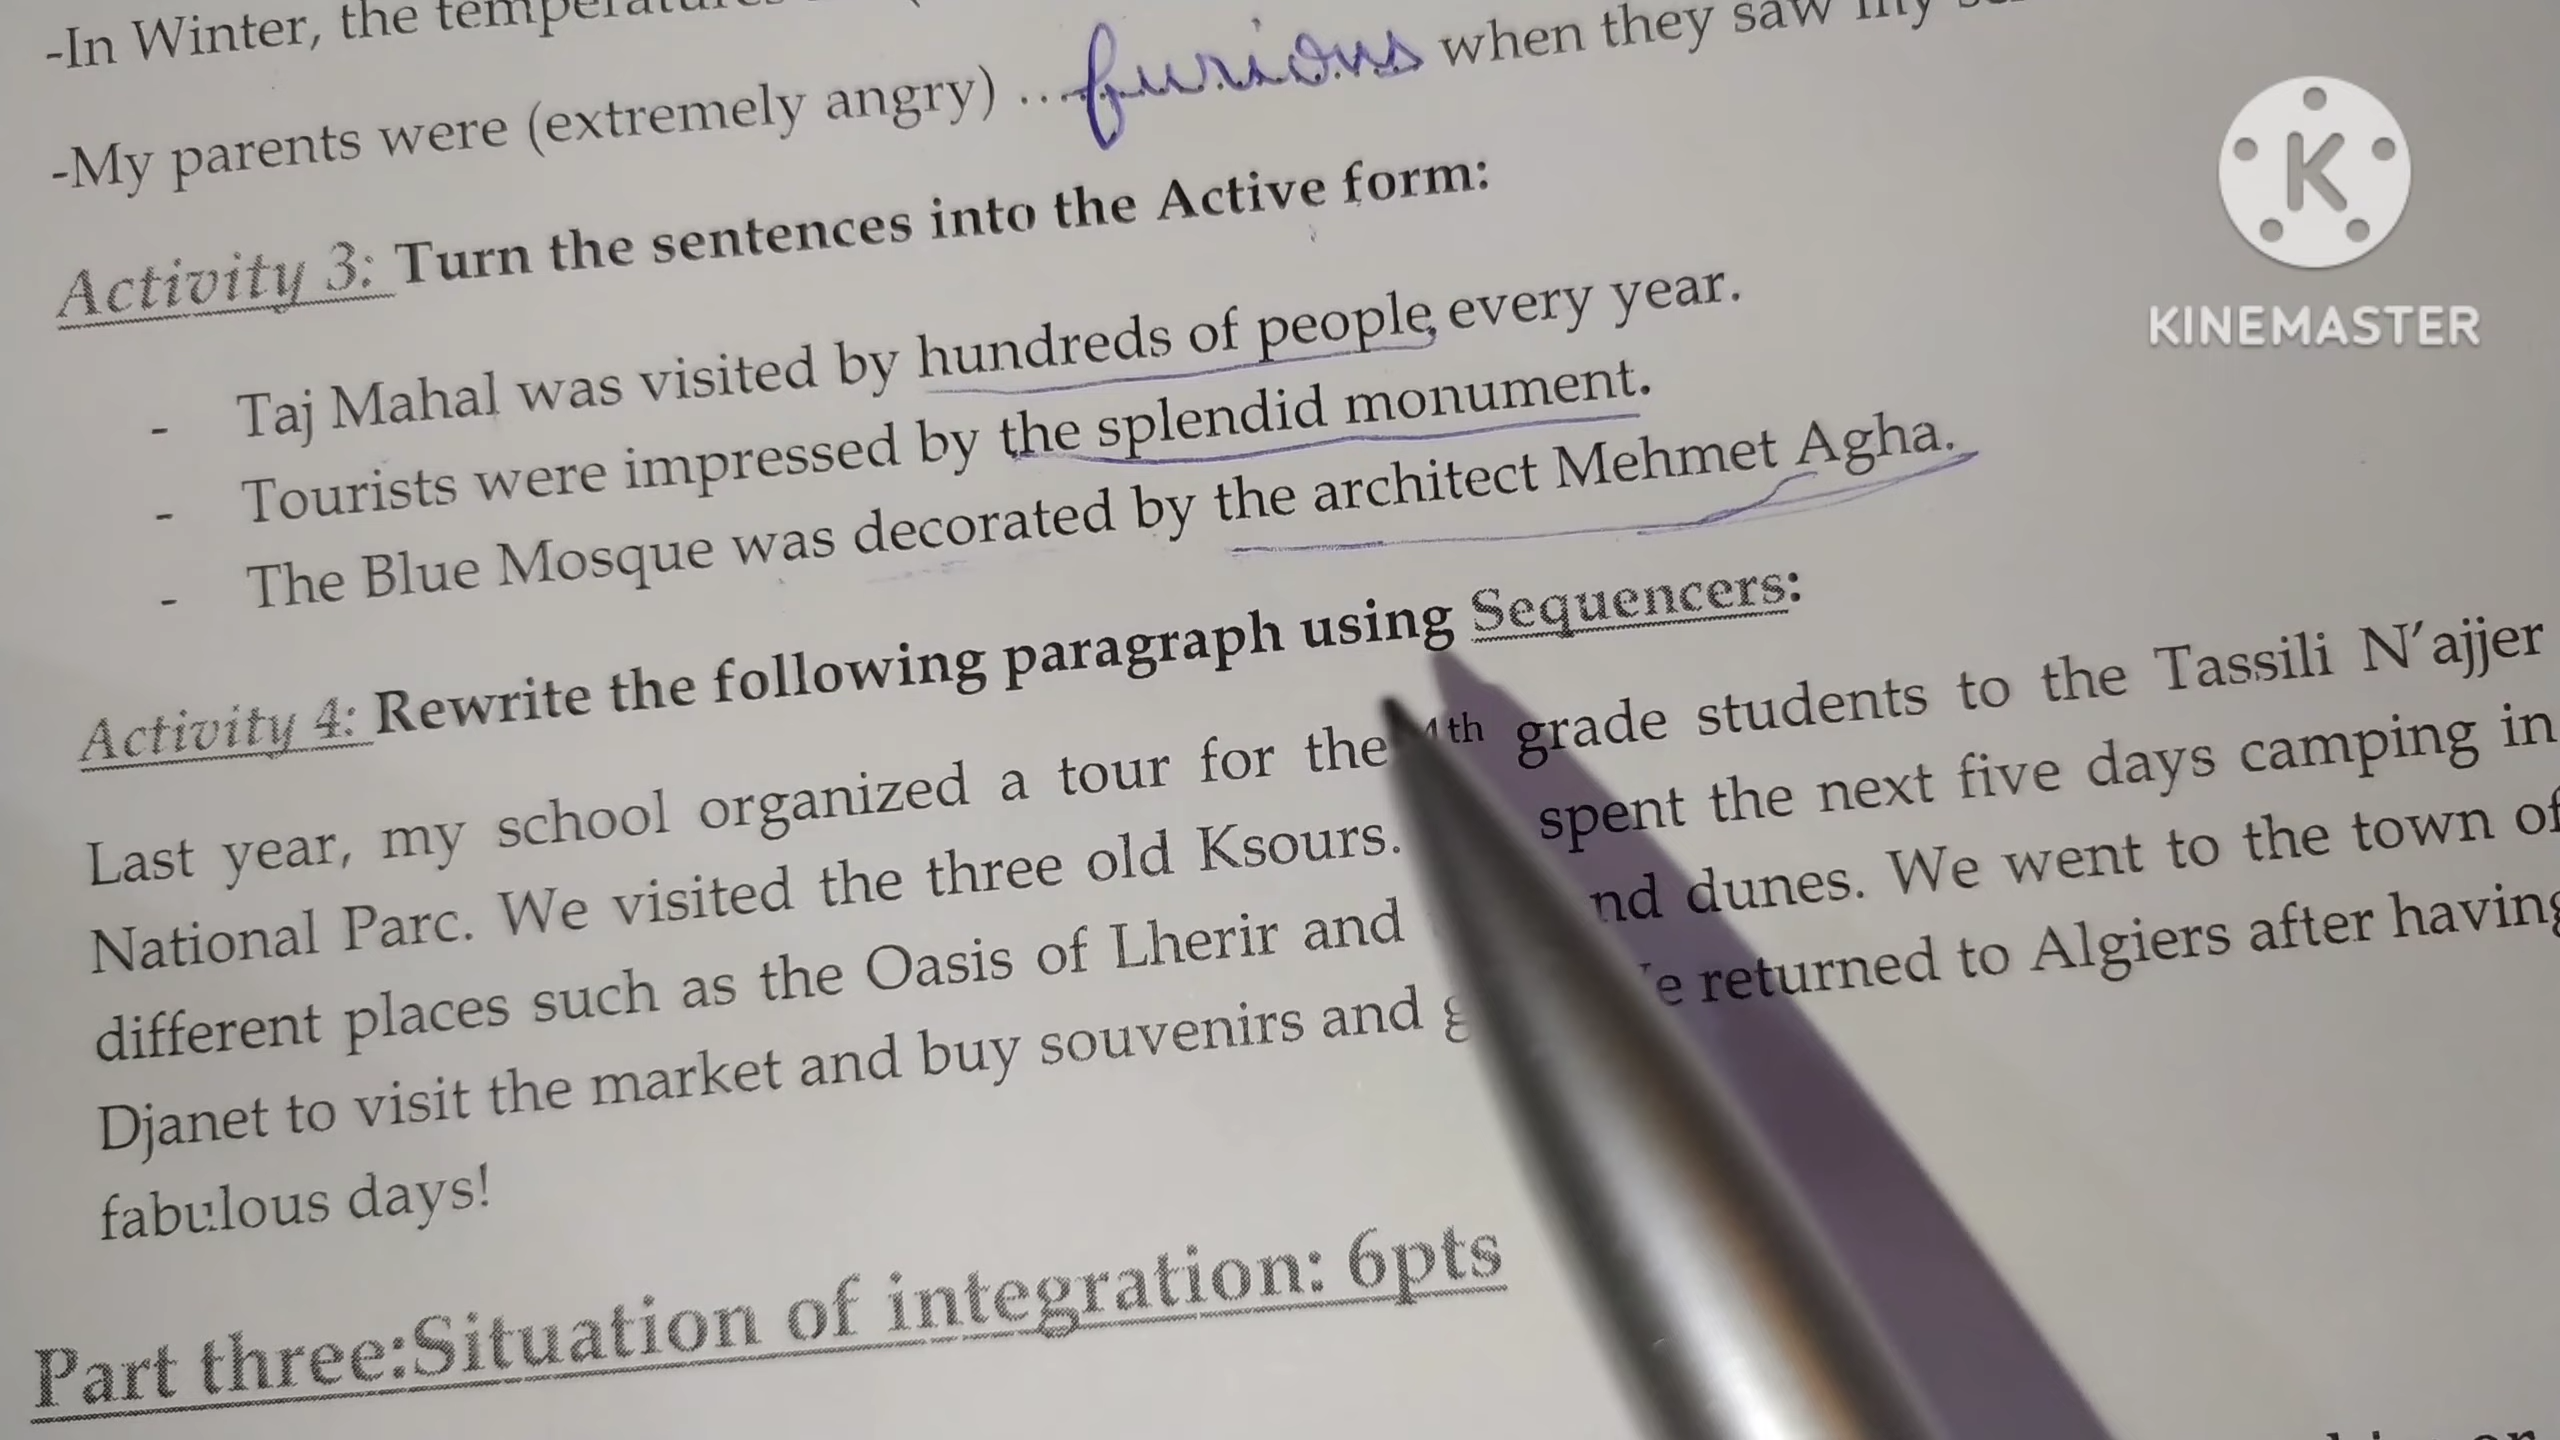 -In Winter, the temperatures
-My parents were (extremely angry) ...furious when they saw my
Activity 3: Turn the sentences into the Active form:
- Taj Mahal was visited by hundreds of people, every year.
- Tourists were impressed by the splendid monument.
- The Blue Mosque was decorated by the architect Mehmet Agha.
Activity 4: Rewrite the following paragraph using Sequencers:
Last year, my school organized a tour for the 4th grade students to the Tassili N'ajjer
National Parc. We visited the three old Ksours. spent the next five days camping in
different places such as the Oasis of Lherir and dunes. We went to the town of
Djanet to visit the market and buy souvenirs and returned to Algiers after having
fabulous days!
Part three:Situation of integration: 6pts
K
KINEMASTER